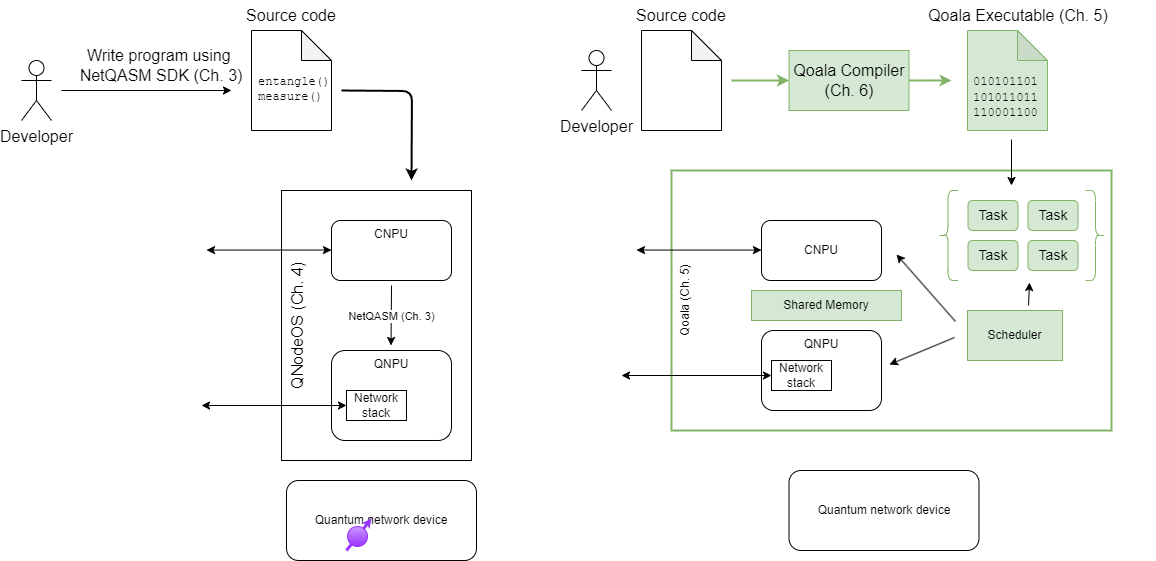 Source code
Write program using
NetQASM SDK (Ch. 3)
entangle()
measure()
Developer
CNPU
NetQASM (Ch. 3)
QNodeOS (Ch. 4)
QNPU
Network
stack
Quantum network device
Source code
Qoala Executable (Ch. 5)
Qoala Compiler
(Ch. 6)
010101101
101011011
110001100
Developer
Task
Task
Task
Task
CNPU
Shared Memory
Qoala (Ch. 5)
Scheduler
QNPU
Network
stack
Quantum network device